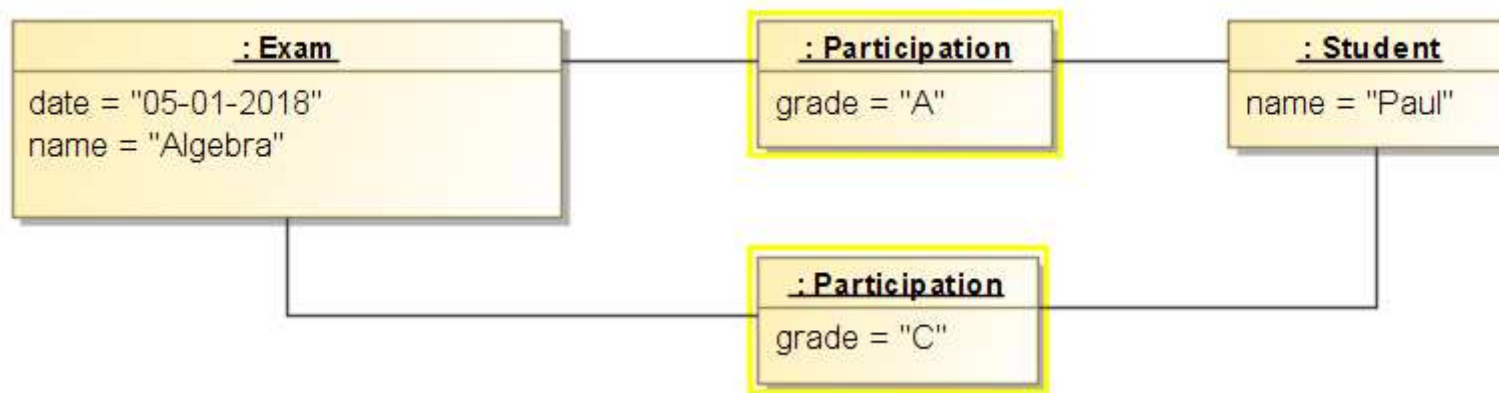 : Exam
date = "05-01-2018"
name = "Algebra"
: Participation
grade = "A"
: Student
name = "Paul"
: Participation
grade = "C"